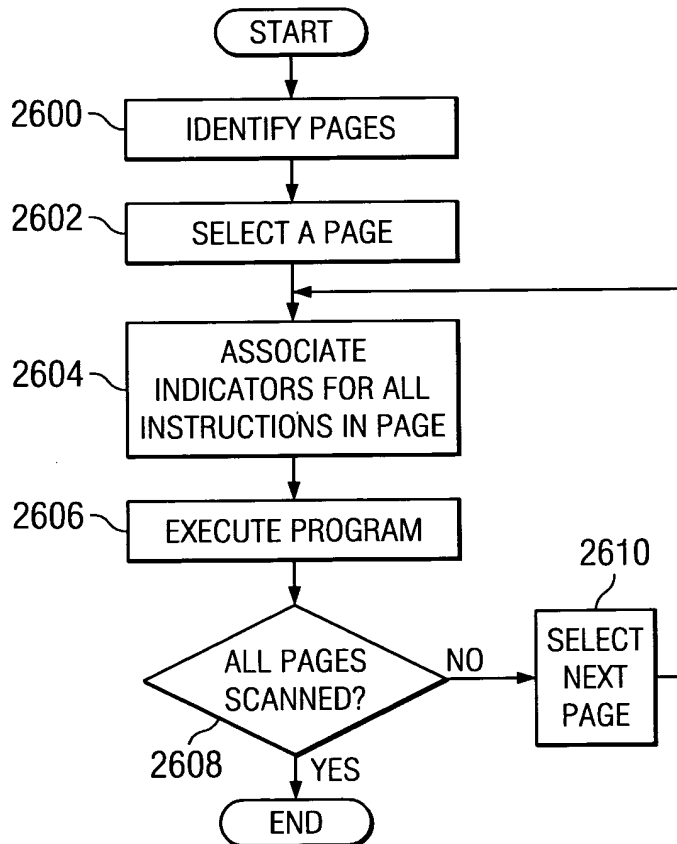 START
2600
IDENTIFY PAGES
2602
SELECT A PAGE
2604
ASSOCIATE
INDICATORS FOR ALL
INSTRUCTIONS IN PAGE
2606
EXECUTE PROGRAM
2610
ALL PAGES
SCANNED?
NO
SELECT
NEXT
PAGE
2608
YES
END